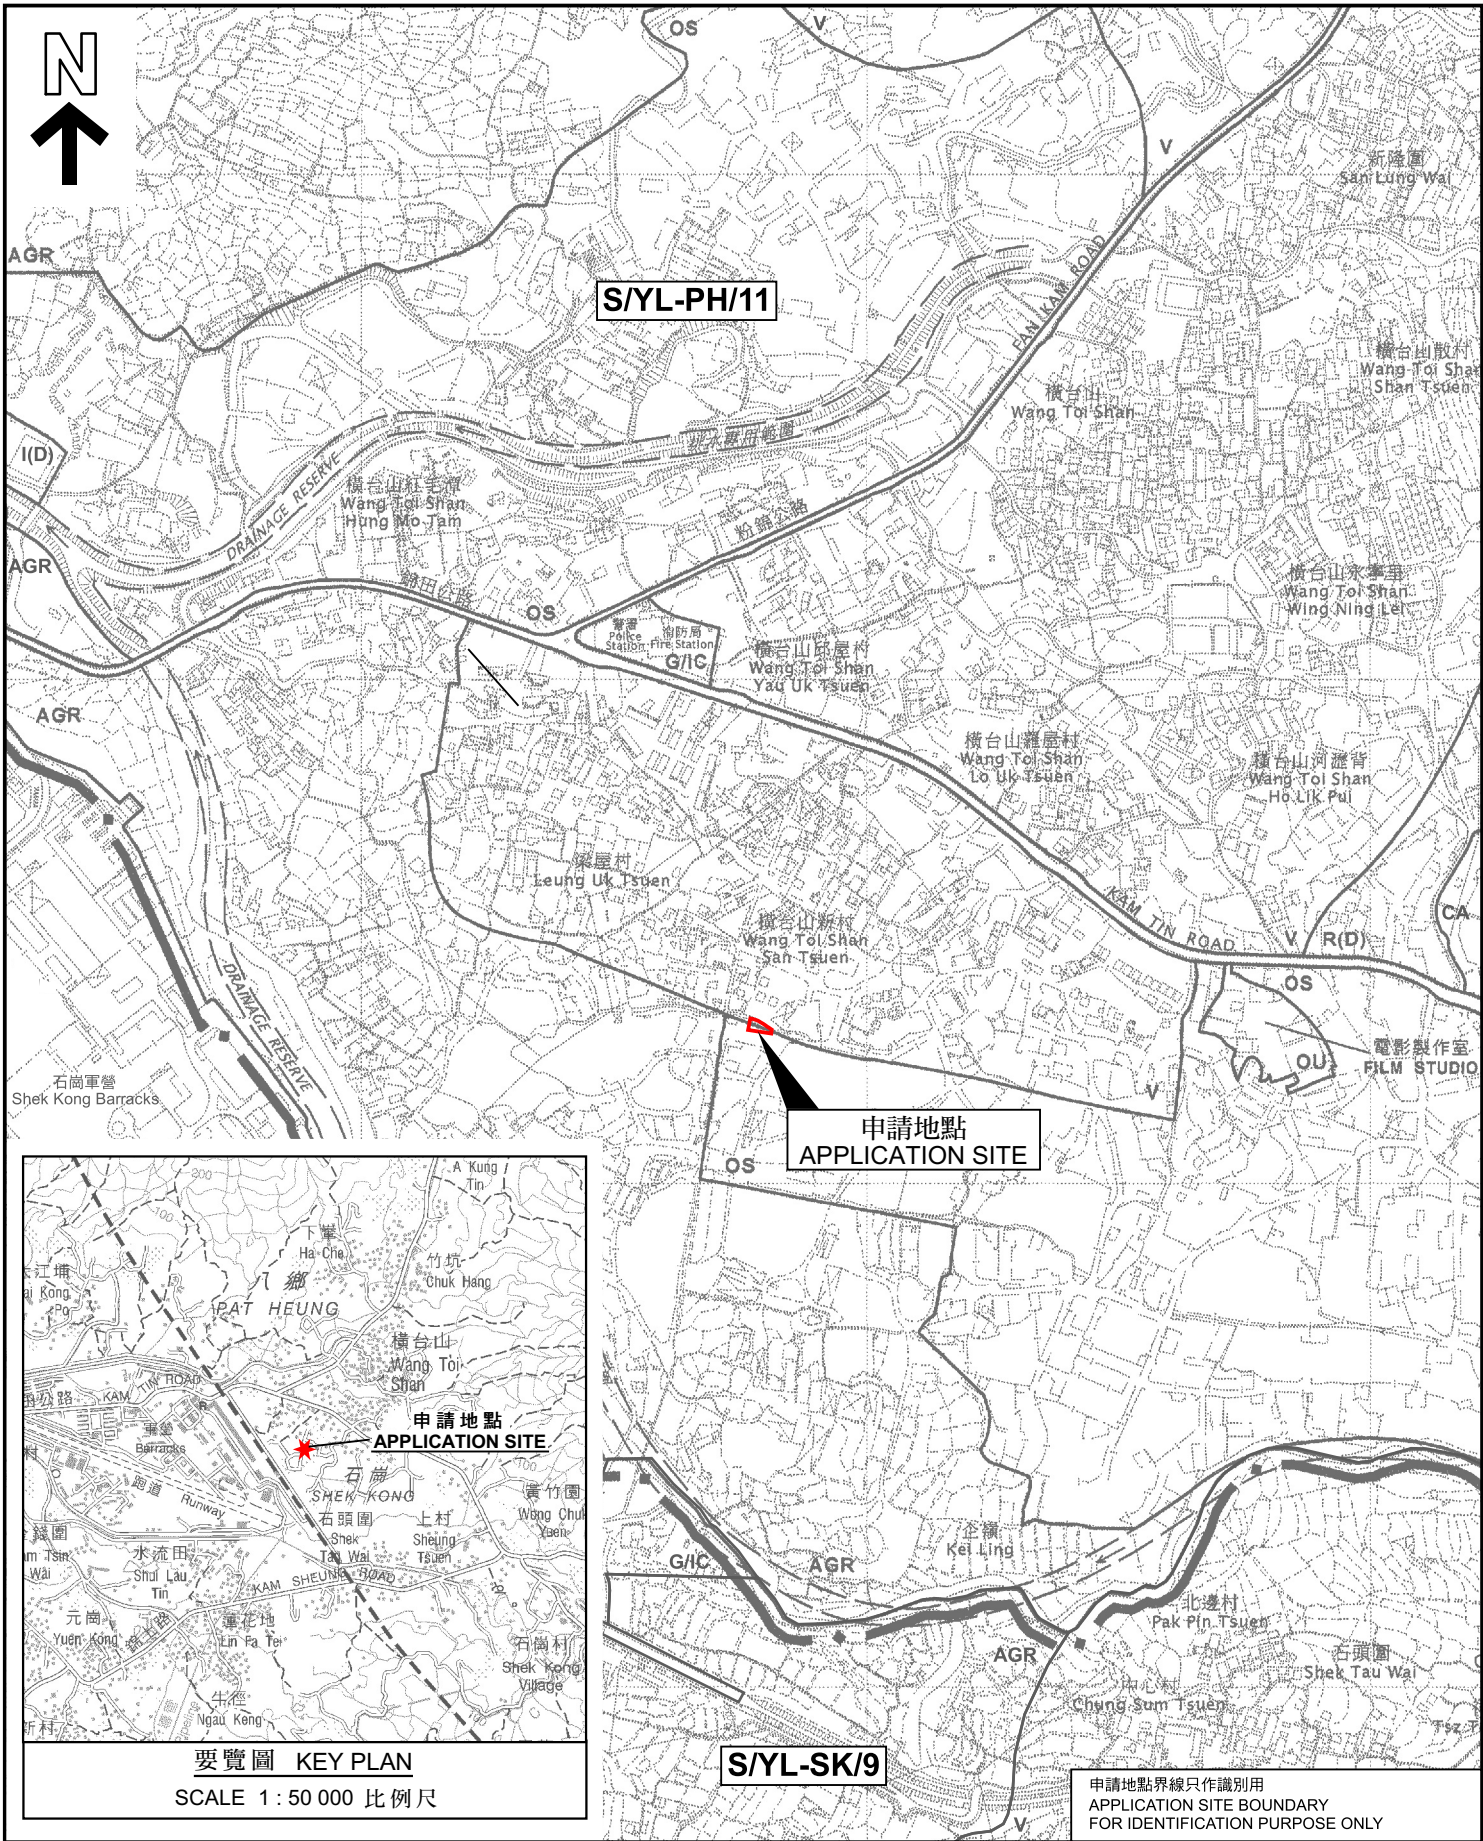 N
OS
V
V
新隆圍
San Lung Wai
AGR
S/YL-PH/11
FAN KAM ROAD
橫台山散村
Wang Toi Shan
Shan Tsuen
橫台山
Wang Toi Shan
I(D)
DRAINAGE RESERVE
橫台山紅毛潭
Wang Toi Shan
Hung Mo Tam
粉錦公路
AGR
錦田公路
橫台山永寧里
Wang Toi Shan
Wing Ning Lei
OS
警署
Police
Station
消防局
Fire Station
G/IC
橫台山邱屋村
Wang Toi Shan
Yau Uk Tsuen
AGR
橫台山羅屋村
Wang Toi Shan
Lo Uk Tsuen
橫台山河瀝背
Wang Toi Shan
Ho Lik Pui
梁屋村
Leung Uk Tsuen
橫台山新村
Wang Toi Shan
San Tsuen
KAM TIN ROAD
V
R(D)
CA
OS
DRAINAGE RESERVE
電影製作室
FILM STUDIO
OU
V
石崗軍營
Shek Kong Barracks
申請地點
APPLICATION SITE
OS
A Kung
Tin
200
100
下輋
Ha Che
竹坑
Chuk Hang
八鄉
PAT HEUNG
橫台山
Wang Toi
Shan
KAM TIN ROAD
軍營
Barracks
申請地點
APPLICATION SITE
100
石崗
SHEK KONG
跑道
Runway
石頭圍
Shek
Tau Wai
上村
Sheung
Tsuen
黃竹園
Wong Chuk
Yuen
水流田
Shui Lau
Tin
KAM SHEUNG ROAD
元崗
Yuen Kong
蓮花地
Lin Fa Tei
石崗村
Shek Kong
Village
牛徑
Ngau Keng
要覽圖 KEY PLAN
SCALE 1 : 50 000 比例尺
企嶺
Kei Ling
G/IC
AGR
北邊村
Pak Pin Tsuen
AGR
石頭圍
Shek Tau Wai
中心村
Chung Sum Tsuen
S/YL-SK/9
V
申請地點界線只作識別用
APPLICATION SITE BOUNDARY
FOR IDENTIFICATION PURPOSE ONLY